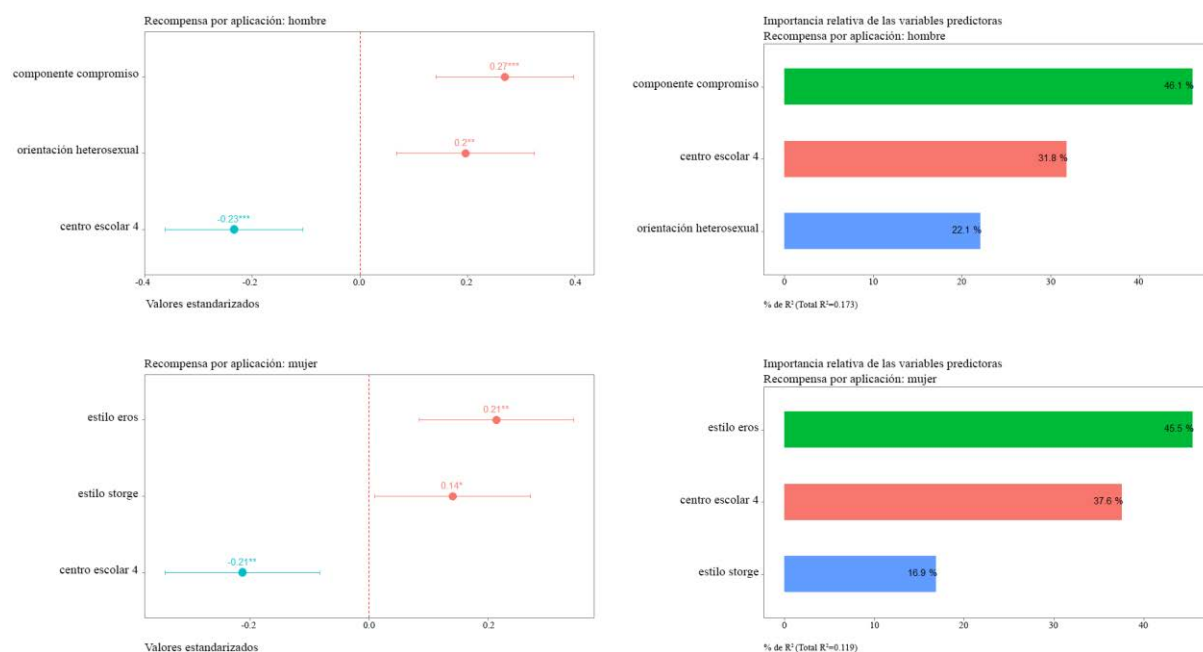 Recompensa por aplicación: hombre
componente compromiso
0.27***
orientación heterosexual
0.2**
centro escolar 4
-0.23***
-0.4 -0.2 0.0 0.2 0.4
Valores estandarizados
Importancia relativa de las variables predictoras
Recompensa por aplicación: hombre
componente compromiso
46.1 %
centro escolar 4
31.8 %
orientación heterosexual
22.1 %
0 10 20 30 40
% de R² (Total R²=0.173)
Recompensa por aplicación: mujer
estilo eros
0.21**
estilo storge
0.14*
centro escolar 4
-0.21**
-0.2 0.0 0.2
Valores estandarizados
Importancia relativa de las variables predictoras
Recompensa por aplicación: mujer
estilo eros
45.5 %
centro escolar 4
37.6 %
estilo storge
16.9 %
0 10 20 30 40
% de R² (Total R²=0.119)